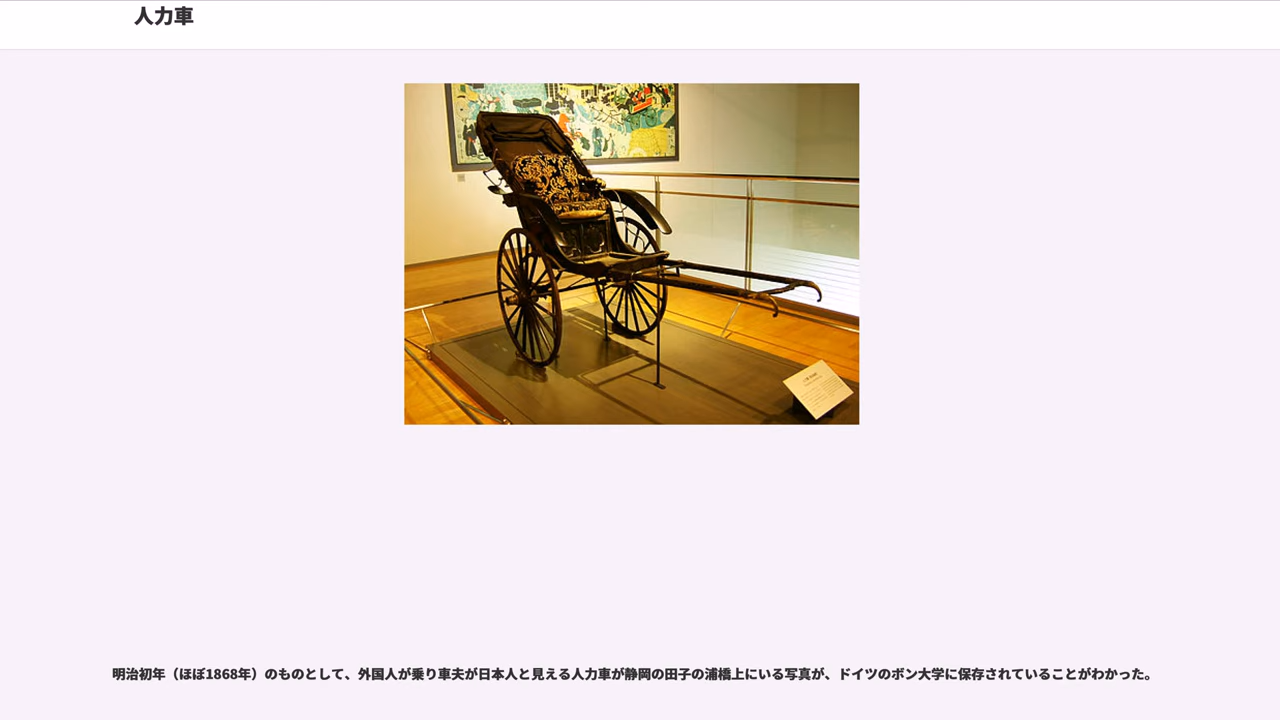 人力車
明治初年（ほぼ1868年）のものとして、外国人が乗り車夫が日本人と見える人力車が静岡の田子の浦橋上にいる写真が、ドイツのボン大学に保存されていることがわかった。